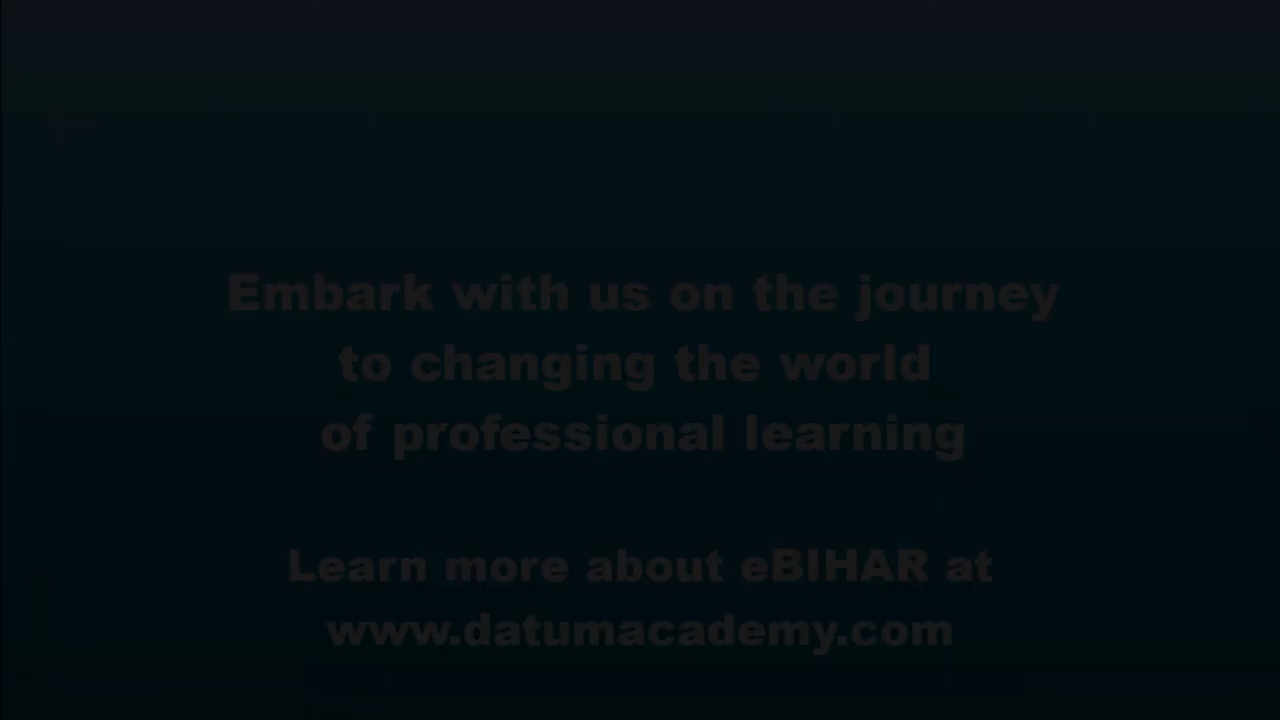 Embark with us on the journey
to changing the world
of professional learning
Learn more about eBIHAR at
www.datumacademy.com